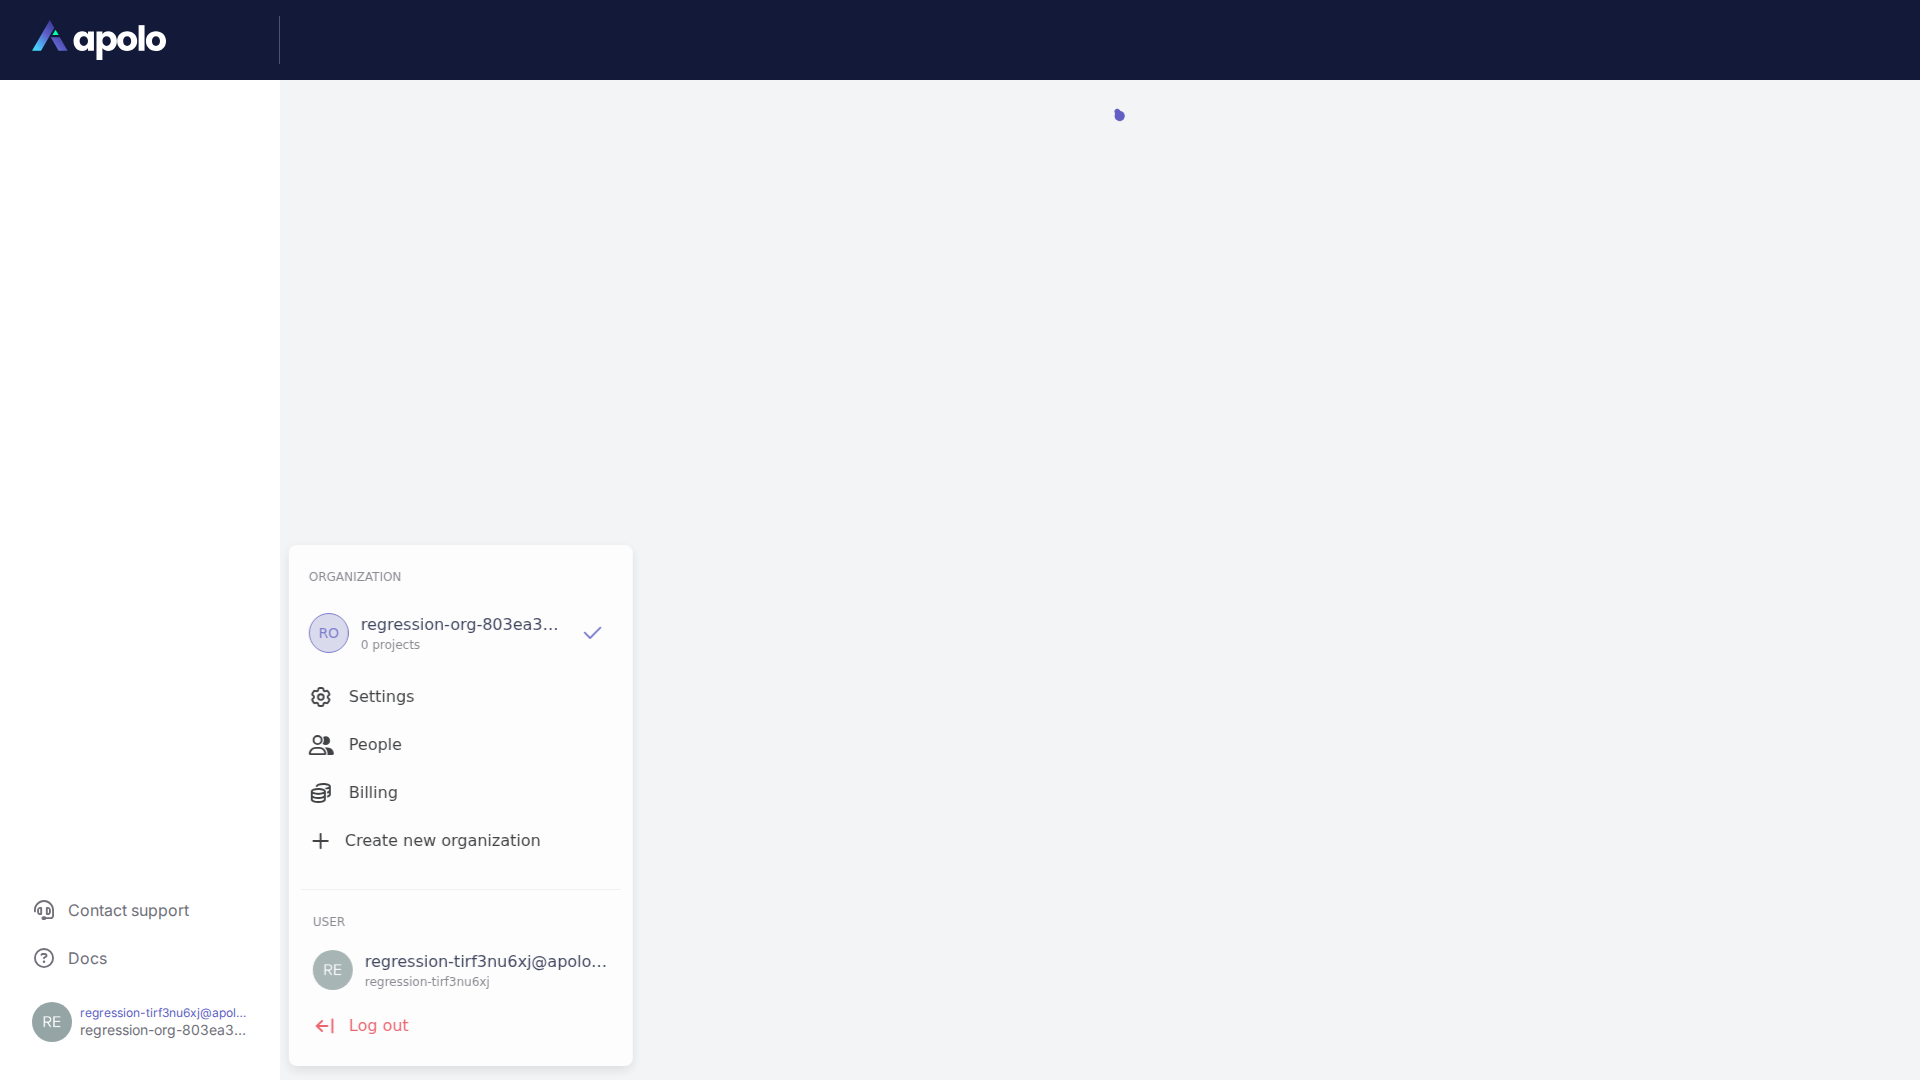 apolo
ORGANIZATION
RO
regression-org-803ea3...
0 projects
Settings
People
Billing
Create new organization
USER
RE
regression-tirf3nu6xj@apolo...
regression-tirf3nu6xj
Log out
Contact support
Docs
RE
regression-tirf3nu6xj@apol...
regression-org-803ea3...